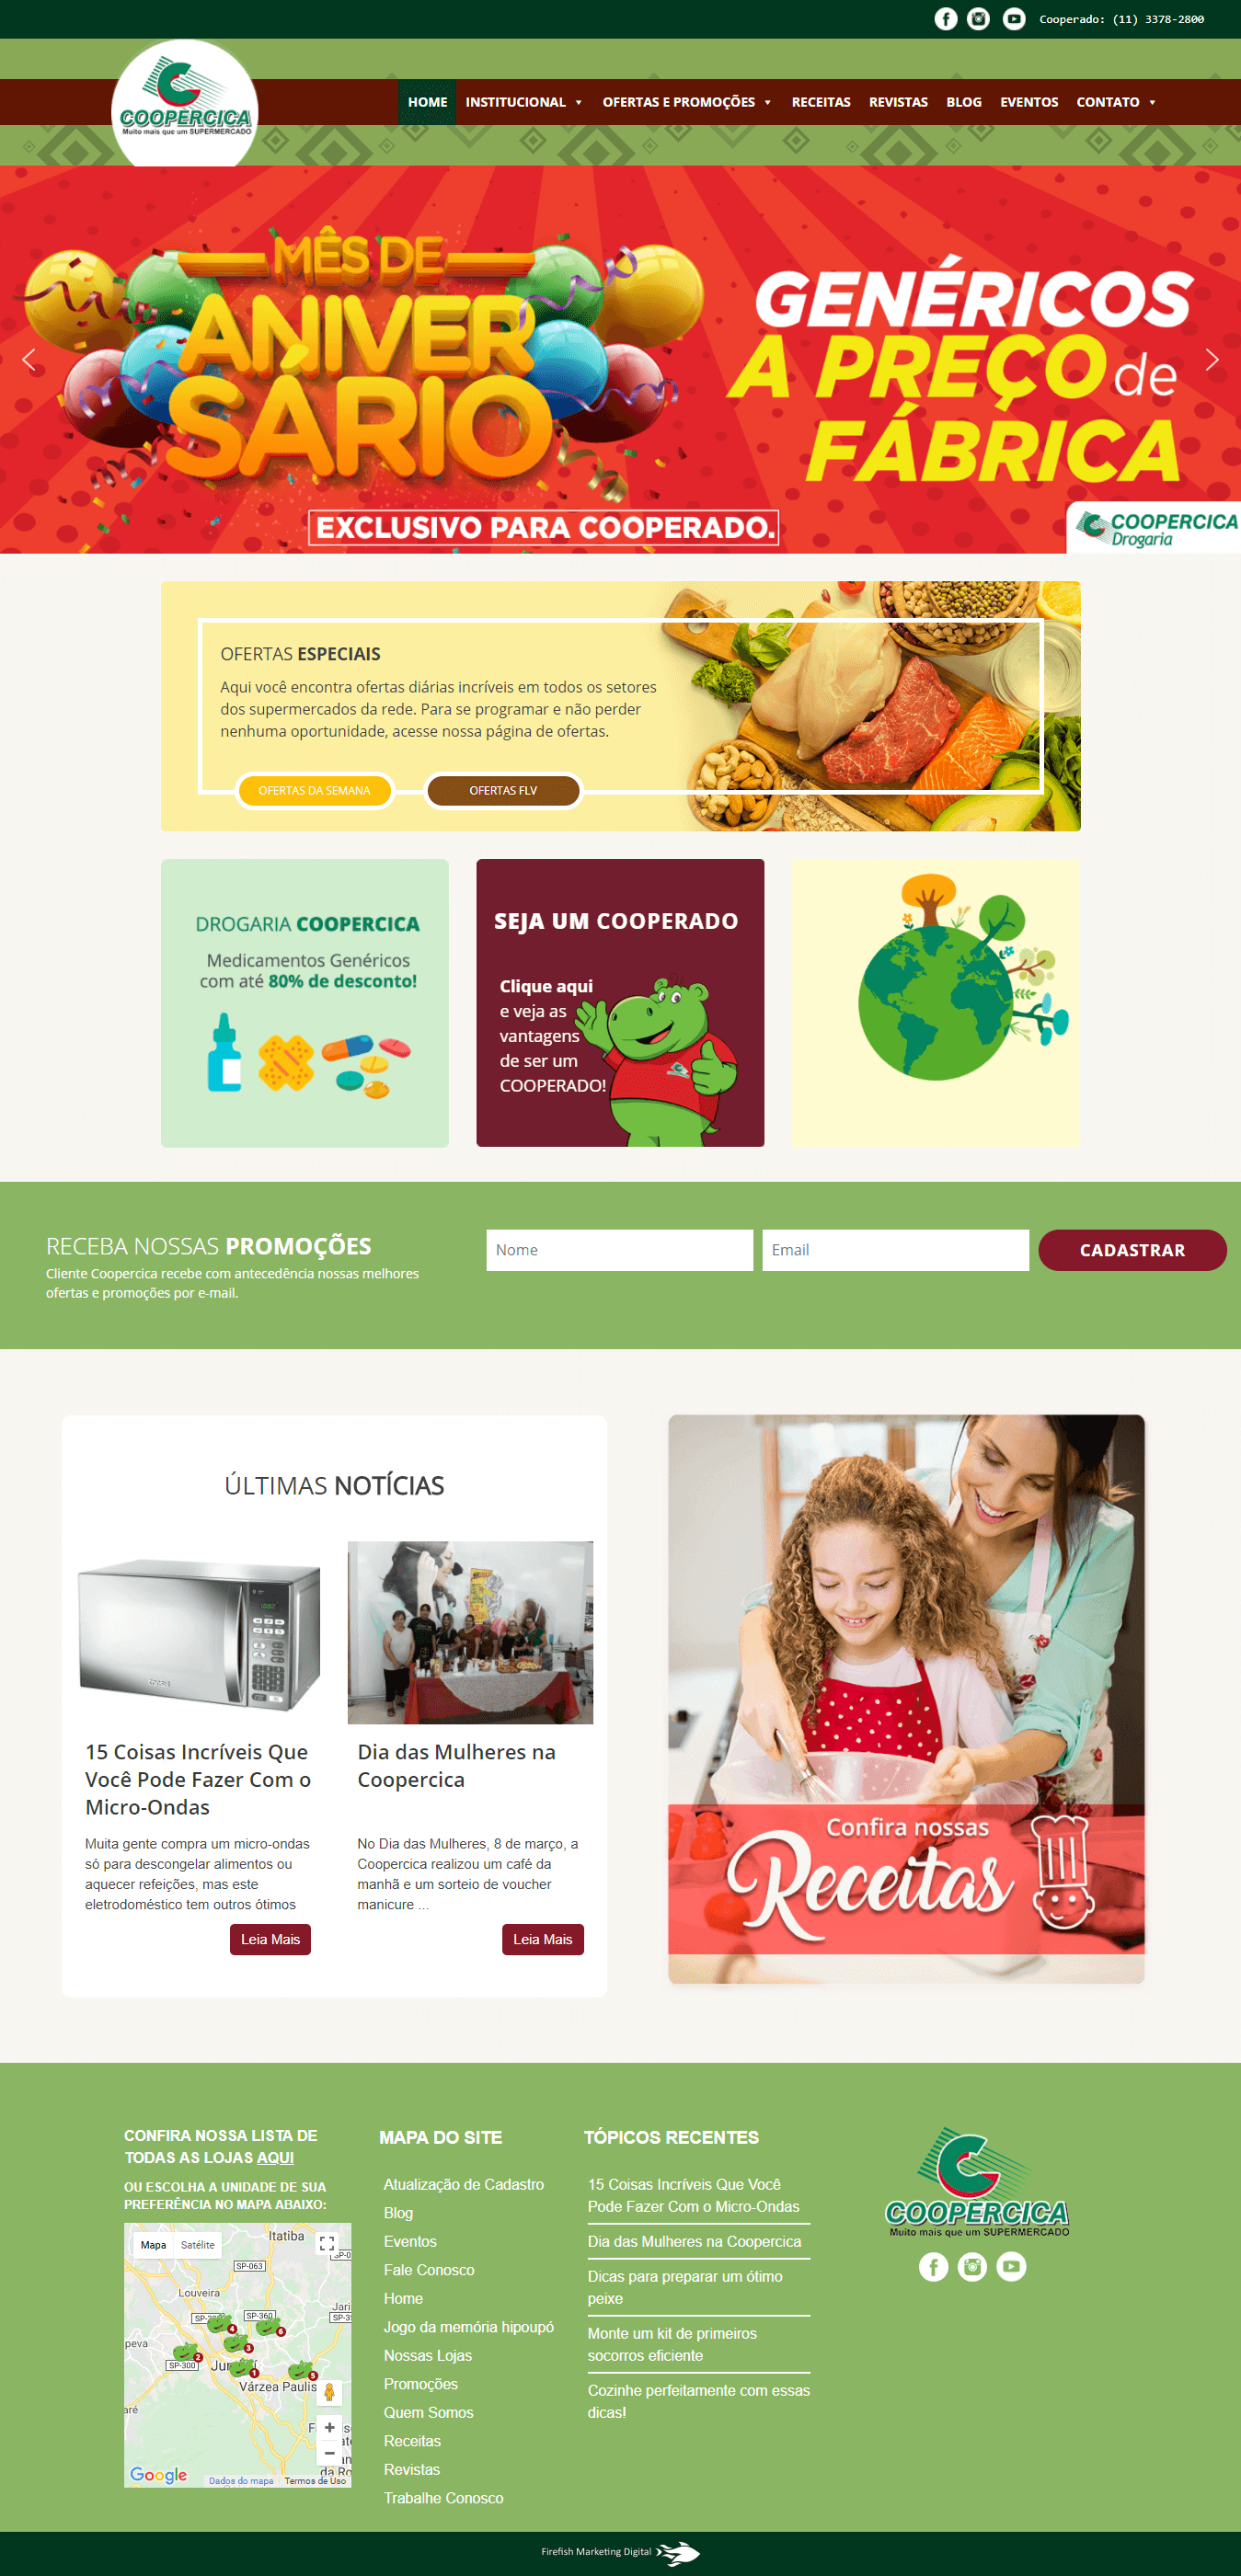 Cooperado: (11) 3378-2800
COOPERCICA
Muito mais que um SUPERMERCADO
HOME INSTITUCIONAL OFERTAS E PROMOÇÕES RECEITAS REVISTAS BLOG EVENTOS CONTATO
MÊS DE
ANIVER
SÁRIO
GENÉRICOS
A PREÇO de
FÁBRICA
EXCLUSIVO PARA COOPERADO.
COOPERCICA
Drogaria
OFERTAS ESPECIAIS
Aqui você encontra ofertas diárias incríveis em todos os setores
dos supermercados da rede. Para se programar e não perder
nenhuma oportunidade, acesse nossa página de ofertas.
OFERTAS DA SEMANA
OFERTAS FLV
DROGARIA COOPERCICA
Medicamentos Genéricos
com até 80% de desconto!
SEJA UM COOPERADO
Clique aqui
e veja as
vantagens
de ser um
COOPERADO!
RECEBA NOSSAS PROMOÇÕES
Cliente Coopercica recebe com antecedência nossas melhores
ofertas e promoções por e-mail.
Nome
Email
CADASTRAR
ÚLTIMAS NOTÍCIAS
15 Coisas Incríveis Que
Você Pode Fazer Com o
Micro-Ondas
Muita gente compra um micro-ondas
só para descongelar alimentos ou
aquecer refeições, mas este
eletrodoméstico tem outros ótimos
Leia Mais
Dia das Mulheres na
Coopercica
No Dia das Mulheres, 8 de março, a
Coopercica realizou um café da
manhã e um sorteio de voucher
manicure ...
Leia Mais
Confira nossas
Receitas
CONFIRA NOSSA LISTA DE
TODAS AS LOJAS AQUI
OU ESCOLHA A UNIDADE DE SUA
PREFERÊNCIA NO MAPA ABAIXO:
Mapa Satélite
Itatiba
SP-063
Louveira
SP-360
SP-300
Várzea Paulis
Google
Dados do mapa Termos de Uso
MAPA DO SITE
Atualização de Cadastro
Blog
Eventos
Fale Conosco
Home
Jogo da memória hipoupó
Nossas Lojas
Promoções
Quem Somos
Receitas
Revistas
Trabalhe Conosco
TÓPICOS RECENTES
15 Coisas Incríveis Que Você
Pode Fazer Com o Micro-Ondas
Dia das Mulheres na Coopercica
Dicas para preparar um ótimo
peixe
Monte um kit de primeiros
socorros eficiente
Cozinhe perfeitamente com essas
dicas!
COOPERCICA
Muito mais que um SUPERMERCADO
Firefish Marketing Digital